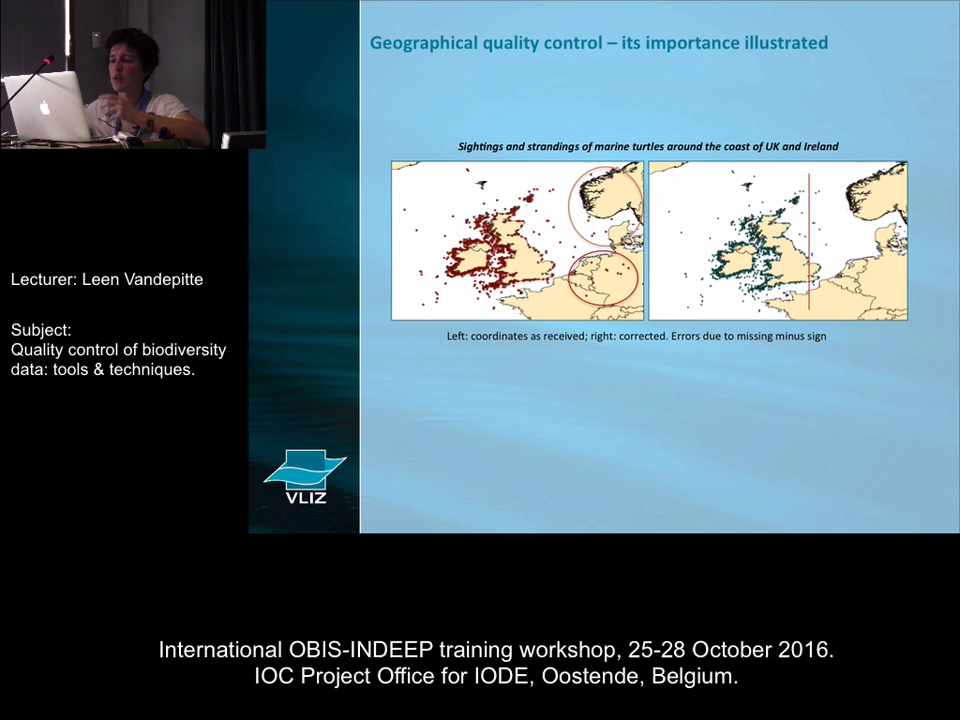 Geographical quality control – its importance illustrated
Sightings and strandings of marine turtles around the coast of UK and Ireland
Left: coordinates as received; right: corrected. Errors due to missing minus sign
Lecturer: Leen Vandepitte
Subject:
Quality control of biodiversity
data: tools & techniques.
VLIZ
International OBIS-INDEEP training workshop, 25-28 October 2016.
IOC Project Office for IODE, Oostende, Belgium.